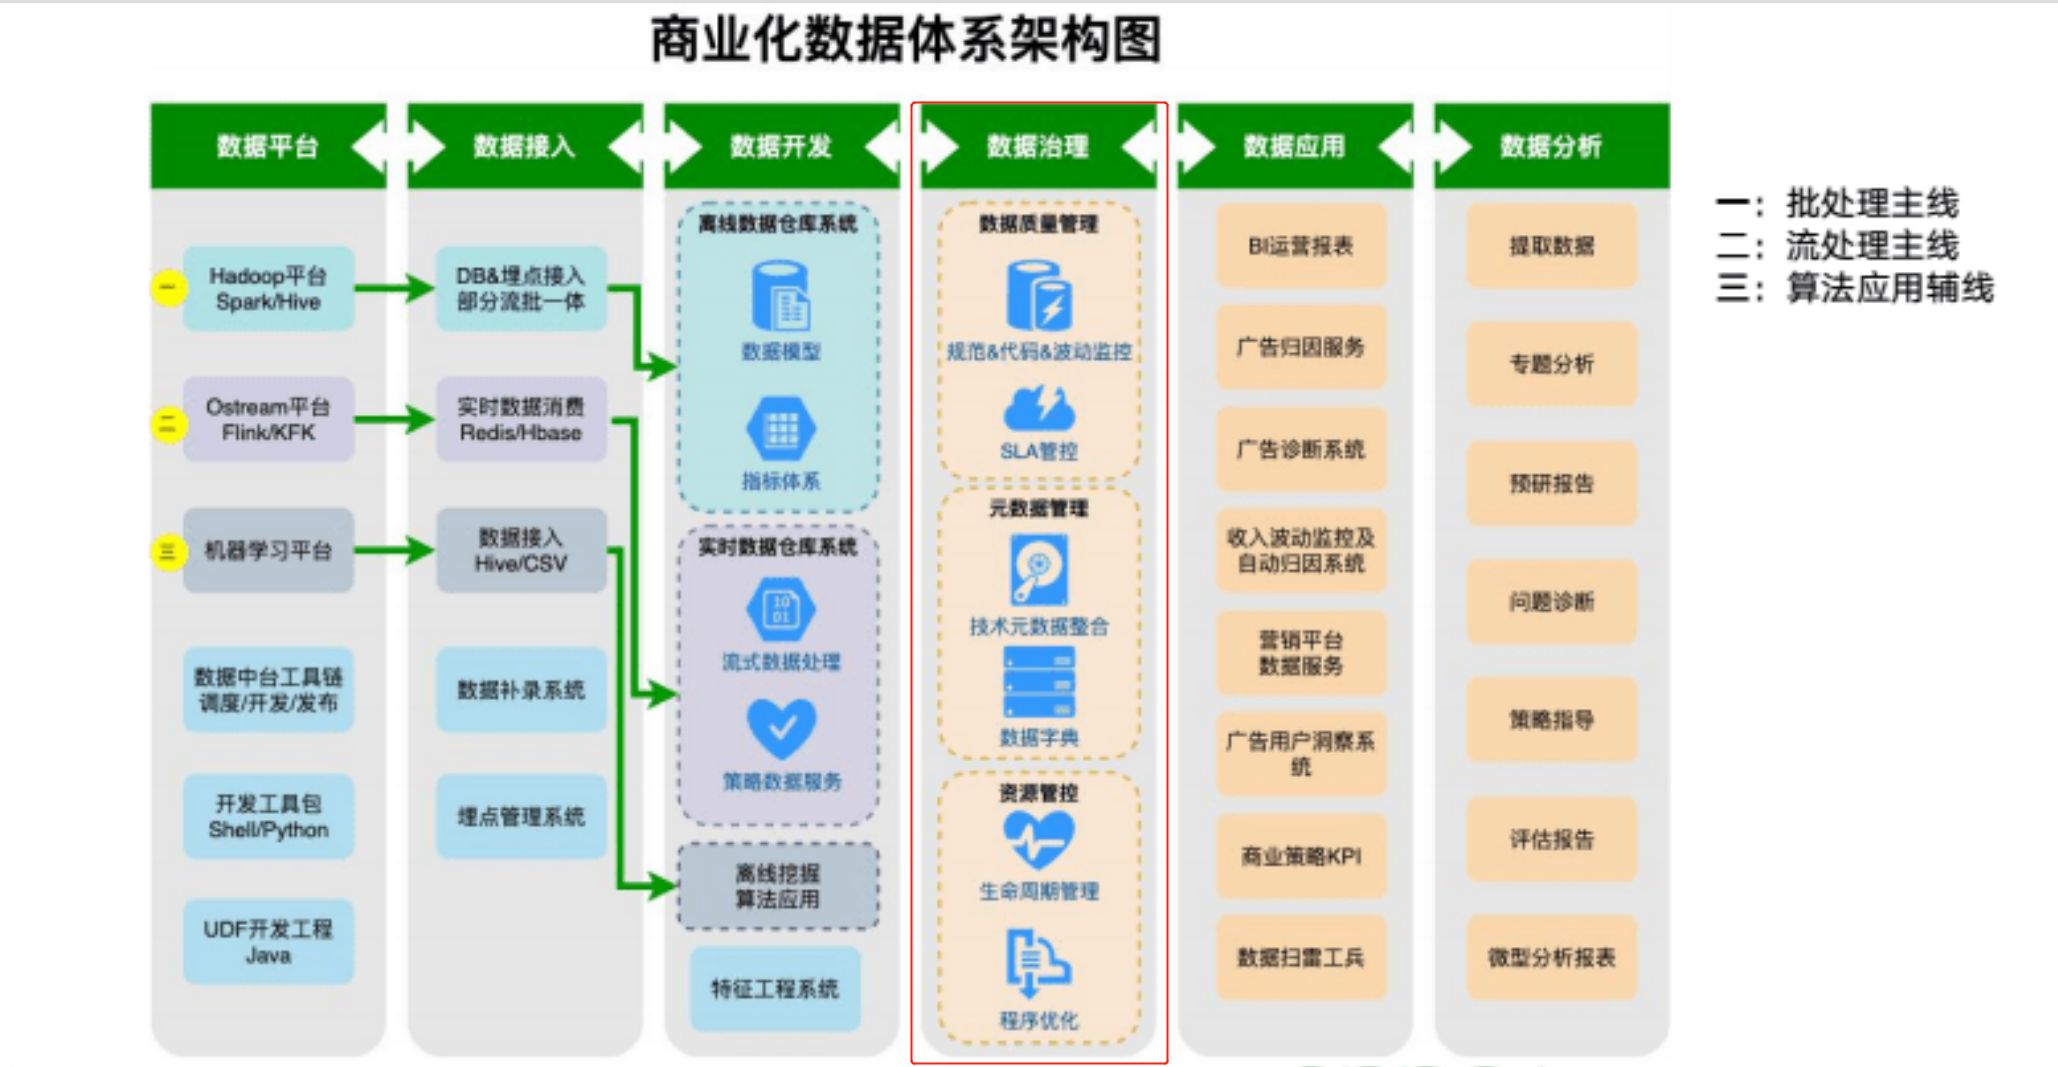 商业化数据体系架构图
数据平台
数据接入
数据开发
数据治理
数据应用
数据分析
一：批处理主线
二：流处理主线
三：算法应用辅线
一
Hadoop平台
Spark/Hive
二
Ostream平台
Flink/KFK
三
机器学习平台
数据中台工具链
调度/开发/发布
开发工具包
Shell/Python
UDF开发工程
Java
DB&埋点接入
部分流批一体
实时数据消费
Redis/Hbase
数据接入
Hive/CSV
数据补录系统
埋点管理系统
离线数据仓库系统
数据模型
指标体系
实时数据仓库系统
10
01
流式数据处理
策略数据服务
离线挖掘
算法应用
特征工程系统
数据质量管理
规范&代码&波动监控
SLA管控
元数据管理
技术元数据整合
数据字典
资源管控
生命周期管理
程序优化
BI运营报表
广告归因服务
广告诊断系统
收入波动监控及
自动归因系统
营销平台
数据服务
广告用户洞察系
统
商业策略KPI
数据扫雷工兵
提取数据
专题分析
预研报告
问题诊断
策略指导
评估报告
微型分析报表